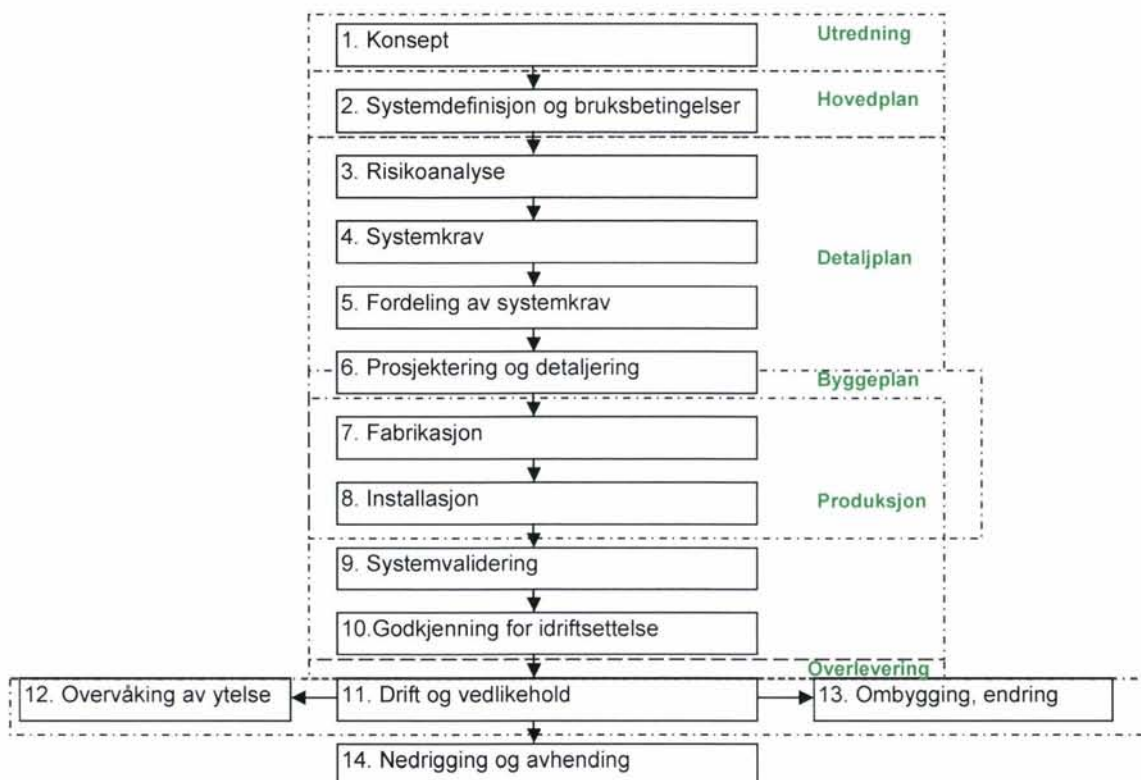 1. Konsept
Utredning
2. Systemdefinisjon og bruksbetingelser
Hovedplan
3. Risikoanalyse
4. Systemkrav
Detaljplan
5. Fordeling av systemkrav
6. Prosjektering og detaljering
Byggeplan
7. Fabrikasjon
8. Installasjon
Produksjon
9. Systemvalidering
10.Godkjenning for idriftsettelse
Overlevering
12. Overvåking av ytelse
11. Drift og vedlikehold
13. Ombygging, endring
14. Nedrigging og avhending